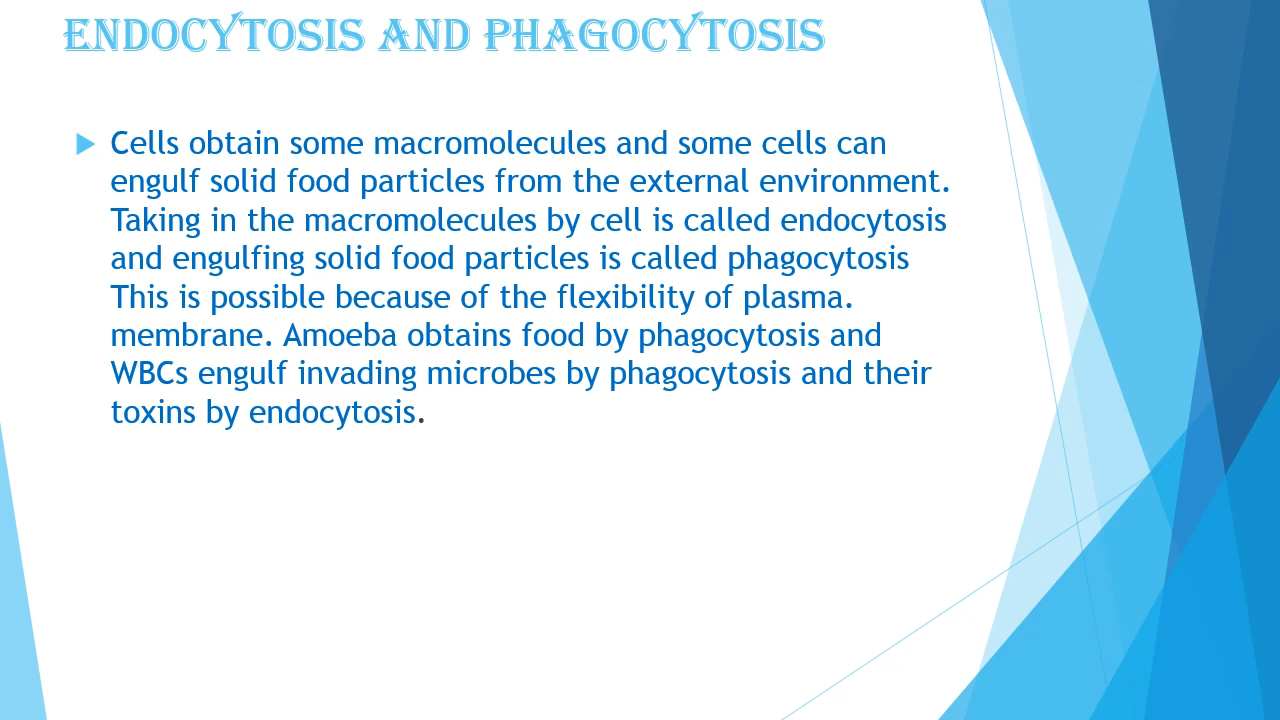 ENDOCYTOSIS AND PHAGOCYTOSIS
Cells obtain some macromolecules and some cells can
engulf solid food particles from the external environment.
Taking in the macromolecules by cell is called endocytosis
and engulfing solid food particles is called phagocytosis
This is possible because of the flexibility of plasma.
membrane. Amoeba obtains food by phagocytosis and
WBCs engulf invading microbes by phagocytosis and their
toxins by endocytosis.